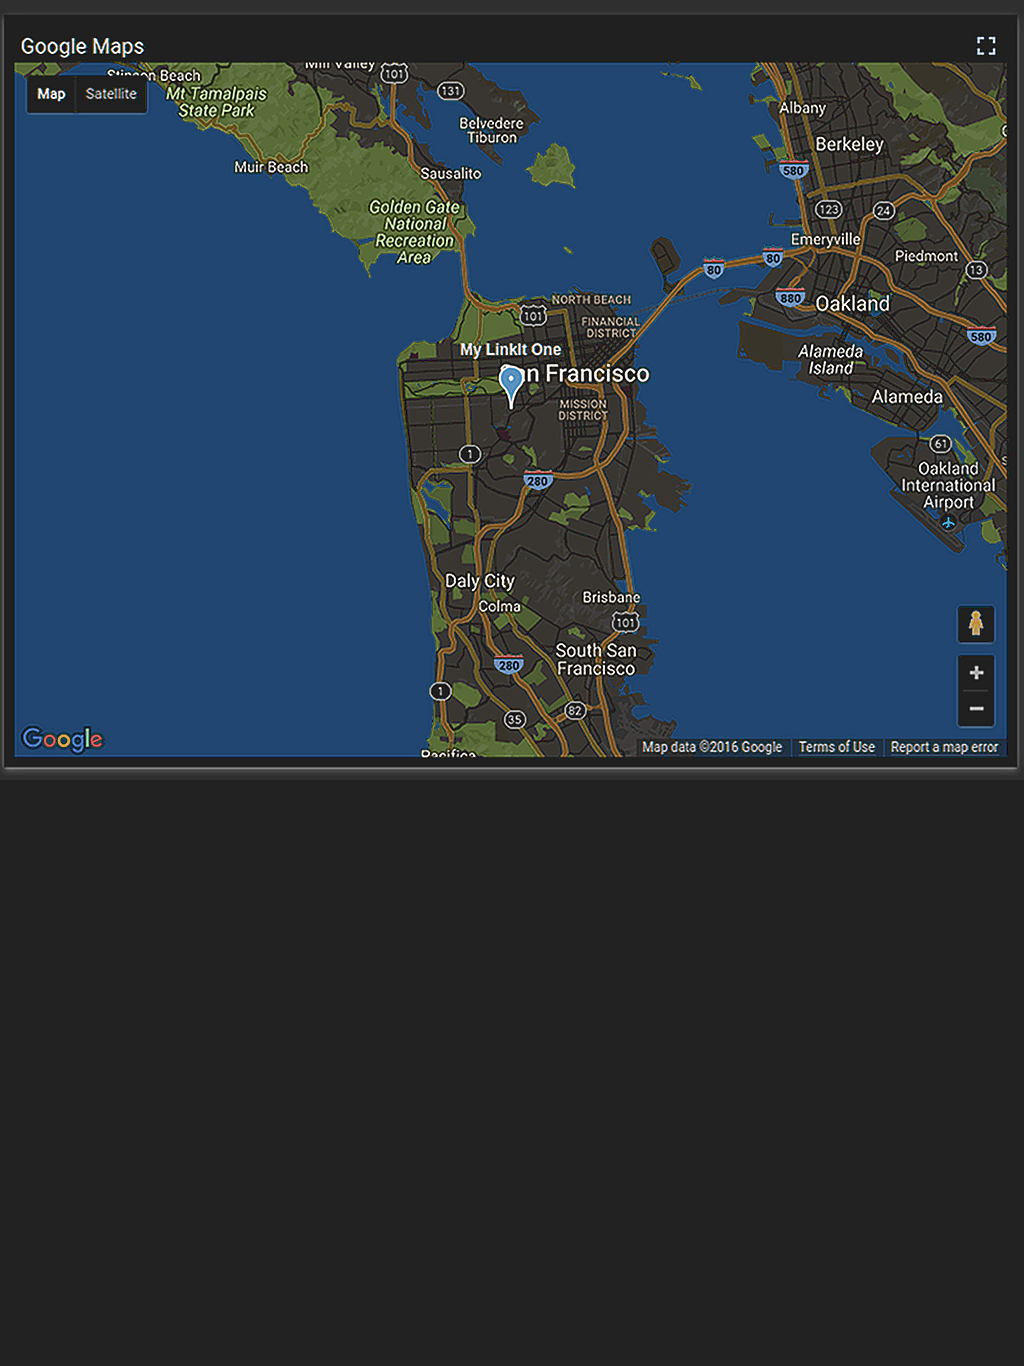 Google Maps
Stinson Beach
Mill Valley
101
Map
Satellite
Mt Tamalpais
State Park
131
Belvedere
Tiburon
Albany
Berkeley
Muir Beach
Sausalito
580
Golden Gate
National
Recreation
Area
123
24
Emeryville
80
80
Piedmont
13
880
Oakland
NORTH BEACH
101
FINANCIAL
DISTRICT
580
My LinkIt One
San Francisco
Alameda
Island
MISSION
DISTRICT
Alameda
1
61
280
Oakland
International
Airport
Daly City
Colma
Brisbane
101
South San
Francisco
280
1
35
82
Pacifica
Google
Map data ©2016 Google
Terms of Use
Report a map error